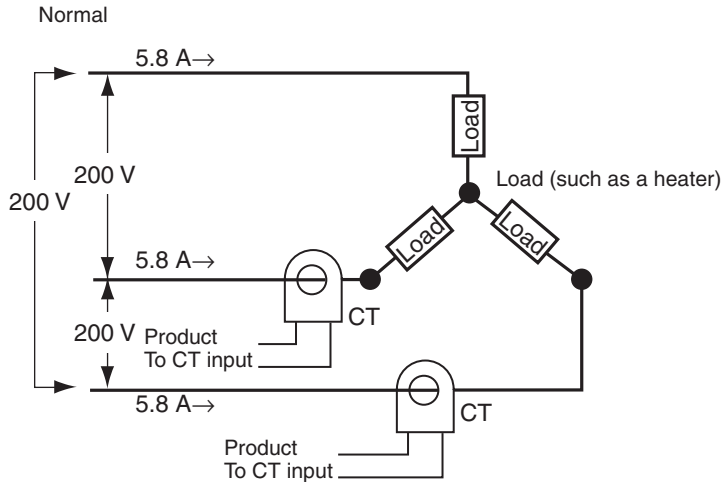 Normal
5.8 A→
Load
200 V
200 V
Load (such as a heater)
Load
Load
5.8 A→
CT
200 V
Product
To CT input
5.8 A→
CT
Product
To CT input